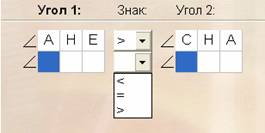 Угол 1: Знак: Угол 2:
∠ А Н Е > ∠ С Н А
∠ ∠
<
=
>